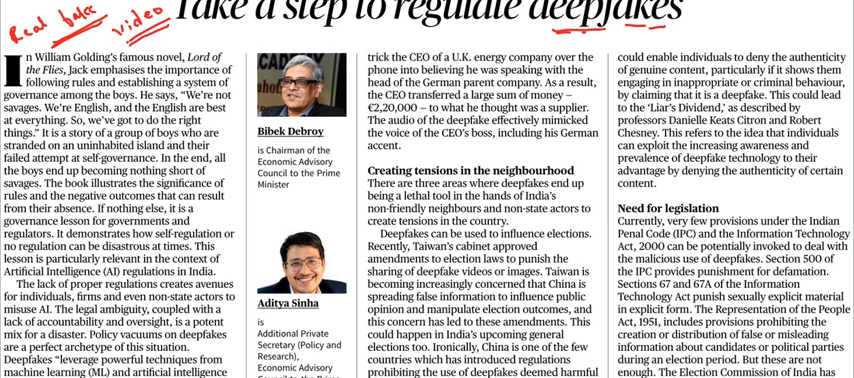 Take a step to regulate deepfakes
Real fake
video
In William Golding's famous novel, Lord of
the Flies, Jack emphasises the importance of
following rules and establishing a system of
governance among the boys. He says, “We're not
savages. We're English, and the English are best
at everything. So, we've got to do the right
things.” It is a story of a group of boys who are
stranded on an uninhabited island and their
failed attempt at self-governance. In the end, all
the boys end up becoming nothing short of
savages. The book illustrates the significance of
rules and the negative outcomes that can result
from their absence. If nothing else, it is a
governance lesson for governments and
regulators. It demonstrates how self-regulation or
no regulation can be disastrous at times. This
lesson is particularly relevant in the context of
Artificial Intelligence (AI) regulations in India.
The lack of proper regulations creates avenues
for individuals, firms and even non-state actors to
misuse AI. The legal ambiguity, coupled with a
lack of accountability and oversight, is a potent
mix for a disaster. Policy vacuums on deepfakes
are a perfect archetype of this situation.
Deepfakes “leverage powerful techniques from
machine learning (ML) and artificial intelligence
Bibek Debroy
is Chairman of the
Economic Advisory
Council to the Prime
Minister
Aditya Sinha
is
Additional Private
Secretary (Policy and
Research),
Economic Advisory
Council to the Prime
trick the CEO of a U.K. energy company over the
phone into believing he was speaking with the
head of the German parent company. As a result,
the CEO transferred a large sum of money –
€2,20,000 – to what he thought was a supplier.
The audio of the deepfake effectively mimicked
the voice of the CEO's boss, including his German
accent.
Creating tensions in the neighbourhood
There are three areas where deepfakes end up
being a lethal tool in the hands of India's
non-friendly neighbours and non-state actors to
create tensions in the country.
Deepfakes can be used to influence elections.
Recently, Taiwan's cabinet approved
amendments to election laws to punish the
sharing of deepfake videos or images. Taiwan is
becoming increasingly concerned that China is
spreading false information to influence public
opinion and manipulate election outcomes, and
this concern has led to these amendments. This
could happen in India's upcoming general
elections too. Ironically, China is one of the few
countries which has introduced regulations
prohibiting the use of deepfakes deemed harmful
could enable individuals to deny the authenticity
of genuine content, particularly if it shows them
engaging in inappropriate or criminal behaviour,
by claiming that it is a deepfake. This could lead
to the ‘Liar's Dividend,’ as described by
professors Danielle Keats Citron and Robert
Chesney. This refers to the idea that individuals
can exploit the increasing awareness and
prevalence of deepfake technology to their
advantage by denying the authenticity of certain
content.
Need for legislation
Currently, very few provisions under the Indian
Penal Code (IPC) and the Information Technology
Act, 2000 can be potentially invoked to deal with
the malicious use of deepfakes. Section 500 of
the IPC provides punishment for defamation.
Sections 67 and 67A of the Information
Technology Act punish sexually explicit material
in explicit form. The Representation of the People
Act, 1951, includes provisions prohibiting the
creation or distribution of false or misleading
information about candidates or political parties
during an election period. But these are not
enough. The Election Commission of India has